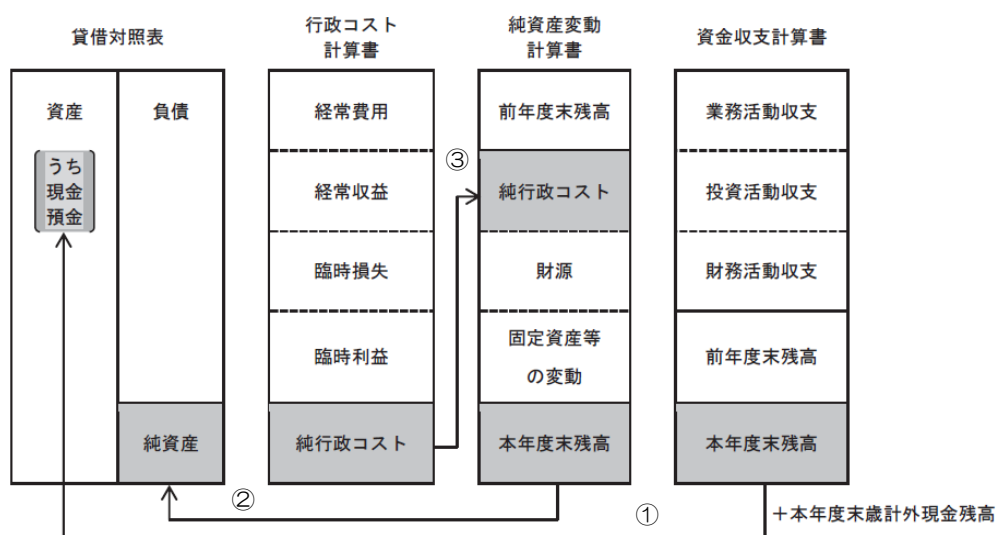 貸借対照表
行政コスト
計算書
純資産変動
計算書
資金収支計算書
資産
うち
現金
預金
負債
純資産
経常費用
経常収益
臨時損失
臨時利益
純行政コスト
③
前年度末残高
純行政コスト
財源
固定資産等
の変動
本年度末残高
業務活動収支
投資活動収支
財務活動収支
前年度末残高
本年度末残高
②
①
＋本年度末歳計外現金残高